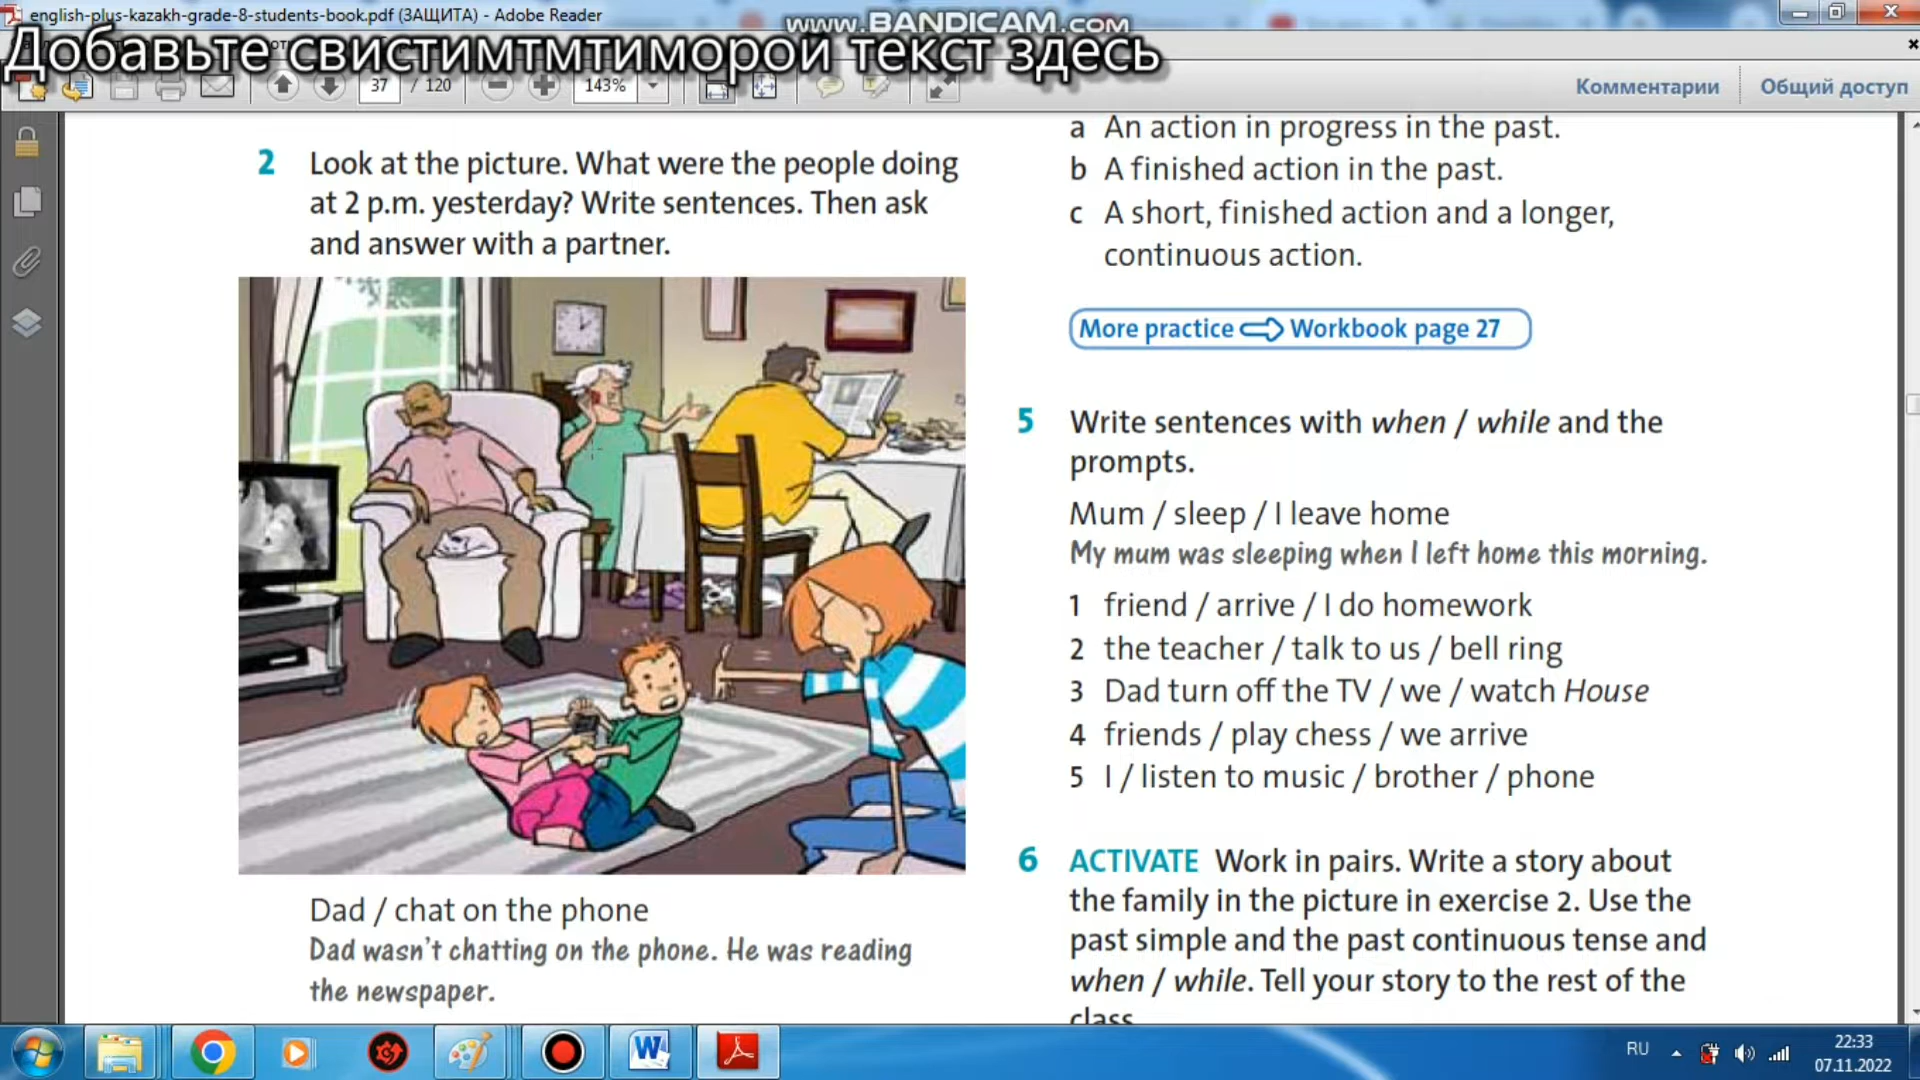 english-plus-kazakh-grade-8-students-book.pdf (ЗАЩИТА) - Adobe Reader
www.BANDICAM.com
Добавьте свистимтмтиморой текст здесь
37 / 120
143%
Комментарии
Общий доступ
2 Look at the picture. What were the people doing
at 2 p.m. yesterday? Write sentences. Then ask
and answer with a partner.
Dad / chat on the phone
Dad wasn't chatting on the phone. He was reading
the newspaper.
a An action in progress in the past.
b A finished action in the past.
c A short, finished action and a longer,
continuous action.
More practice ⇨ Workbook page 27
5 Write sentences with when / while and the
prompts.
Mum / sleep / I leave home
My mum was sleeping when I left home this morning.
1 friend / arrive / I do homework
2 the teacher / talk to us / bell ring
3 Dad turn off the TV / we / watch House
4 friends / play chess / we arrive
5 I / listen to music / brother / phone
6 ACTIVATE Work in pairs. Write a story about
the family in the picture in exercise 2. Use the
past simple and the past continuous tense and
when / while. Tell your story to the rest of the
class.
RU
22:33
07.11.2022